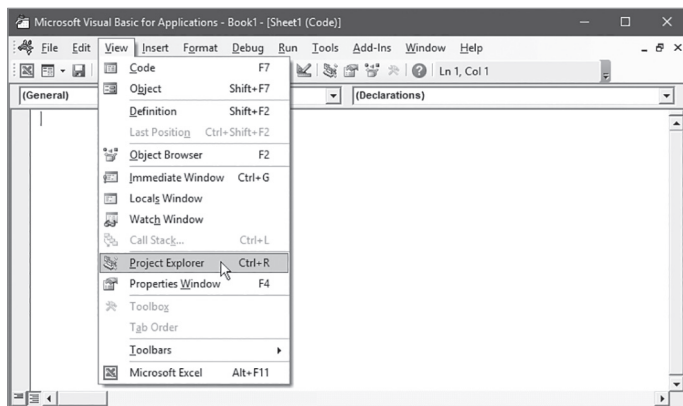 Microsoft Visual Basic for Applications - Book1 - [Sheet1 (Code)]
File Edit View Insert Format Debug Run Tools Add-Ins Window Help
Ln 1, Col 1
(General) (Declarations)
Code F7
Object Shift+F7
Definition Shift+F2
Last Position Ctrl+Shift+F2
Object Browser F2
Immediate Window Ctrl+G
Locals Window
Watch Window
Call Stack... Ctrl+L
Project Explorer Ctrl+R
Properties Window F4
Toolbox
Tab Order
Toolbars
Microsoft Excel Alt+F11